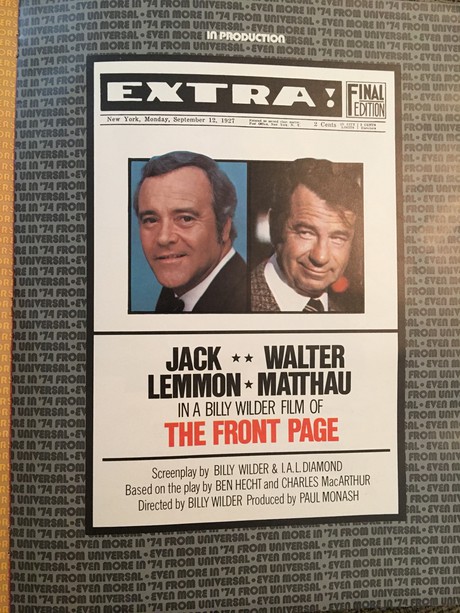 IN PRODUCTION
EXTRA!
FINAL
EDITION
New York, Monday, September 12, 1927
2 Cents
JACK ★★ WALTER
LEMMON ★ MATTHAU
IN A BILLY WILDER FILM OF
THE FRONT PAGE
Screenplay by BILLY WILDER & I.A.L. DIAMOND
Based on the play by BEN HECHT and CHARLES MacARTHUR
Directed by BILLY WILDER Produced by PAUL MONASH
EVEN MORE IN '74 FROM UNIVERSAL •